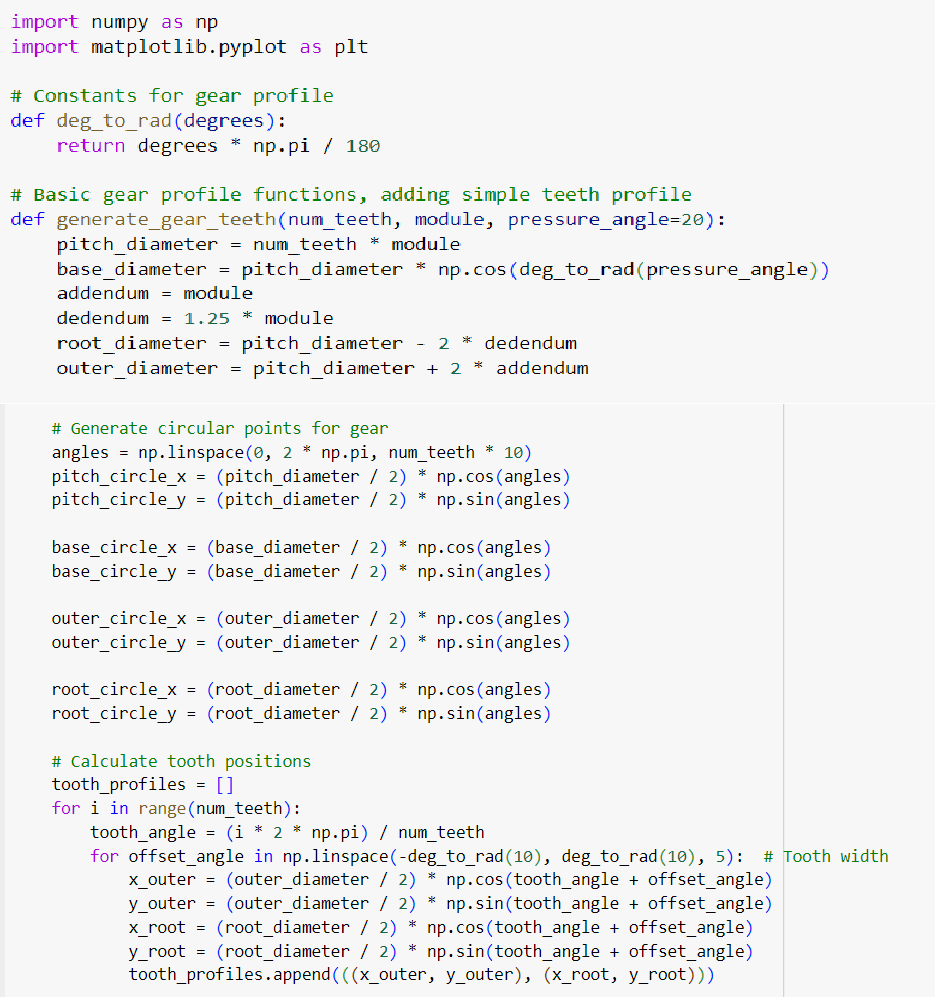 import numpy as np
import matplotlib.pyplot as plt

# Constants for gear profile
def deg_to_rad(degrees):
    return degrees * np.pi / 180

# Basic gear profile functions, adding simple teeth profile
def generate_gear_teeth(num_teeth, module, pressure_angle=20):
    pitch_diameter = num_teeth * module
    base_diameter = pitch_diameter * np.cos(deg_to_rad(pressure_angle))
    addendum = module
    dedendum = 1.25 * module
    root_diameter = pitch_diameter - 2 * dedendum
    outer_diameter = pitch_diameter + 2 * addendum

    # Generate circular points for gear
    angles = np.linspace(0, 2 * np.pi, num_teeth * 10)
    pitch_circle_x = (pitch_diameter / 2) * np.cos(angles)
    pitch_circle_y = (pitch_diameter / 2) * np.sin(angles)

    base_circle_x = (base_diameter / 2) * np.cos(angles)
    base_circle_y = (base_diameter / 2) * np.sin(angles)

    outer_circle_x = (outer_diameter / 2) * np.cos(angles)
    outer_circle_y = (outer_diameter / 2) * np.sin(angles)

    root_circle_x = (root_diameter / 2) * np.cos(angles)
    root_circle_y = (root_diameter / 2) * np.sin(angles)

    # Calculate tooth positions
    tooth_profiles = []
    for i in range(num_teeth):
        tooth_angle = (i * 2 * np.pi) / num_teeth
        for offset_angle in np.linspace(-deg_to_rad(10), deg_to_rad(10), 5):  # Tooth width
            x_outer = (outer_diameter / 2) * np.cos(tooth_angle + offset_angle)
            y_outer = (outer_diameter / 2) * np.sin(tooth_angle + offset_angle)
            x_root = (root_diameter / 2) * np.cos(tooth_angle + offset_angle)
            y_root = (root_diameter / 2) * np.sin(tooth_angle + offset_angle)
            tooth_profiles.append(((x_outer, y_outer), (x_root, y_root)))